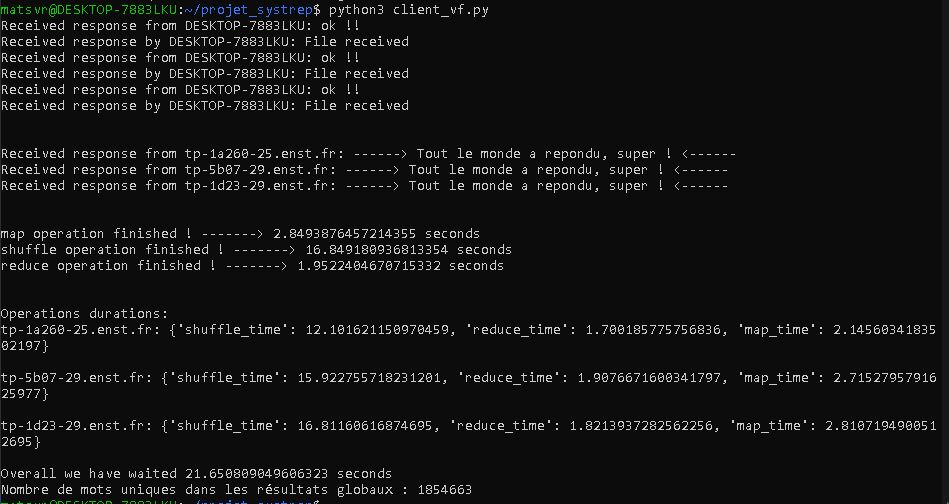 matsvr@DESKTOP-7883LKU:~/projet_systrep$ python3 client_vf.py
Received response from DESKTOP-7883LKU: ok !!
Received response by DESKTOP-7883LKU: File received
Received response from DESKTOP-7883LKU: ok !!
Received response by DESKTOP-7883LKU: File received
Received response from DESKTOP-7883LKU: ok !!
Received response by DESKTOP-7883LKU: File received
Received response from tp-1a260-25.enst.fr: ------> Tout le monde a repondu, super ! <------
Received response from tp-5b07-29.enst.fr: ------> Tout le monde a repondu, super ! <------
Received response from tp-1d23-29.enst.fr: ------> Tout le monde a repondu, super ! <------
map operation finished ! -------> 2.8493876457214355 seconds
shuffle operation finished ! -------> 16.849180936813354 seconds
reduce operation finished ! -------> 1.9522404670715332 seconds
Operations durations:
tp-1a260-25.enst.fr: {'shuffle_time': 12.101621150970459, 'reduce_time': 1.700185775756836, 'map_time': 2.14560341835
02197}
tp-5b07-29.enst.fr: {'shuffle_time': 15.922755718231201, 'reduce_time': 1.9076671600341797, 'map_time': 2.71527957916
25977}
tp-1d23-29.enst.fr: {'shuffle_time': 16.81160616874695, 'reduce_time': 1.8213937282562256, 'map_time': 2.810719490051
2695}
Overall we have waited 21.650809049606323 seconds
Nombre de mots uniques dans les résultats globaux : 1854663
matsvr@DESKTOP-7883LKU:~/projet_systrep$